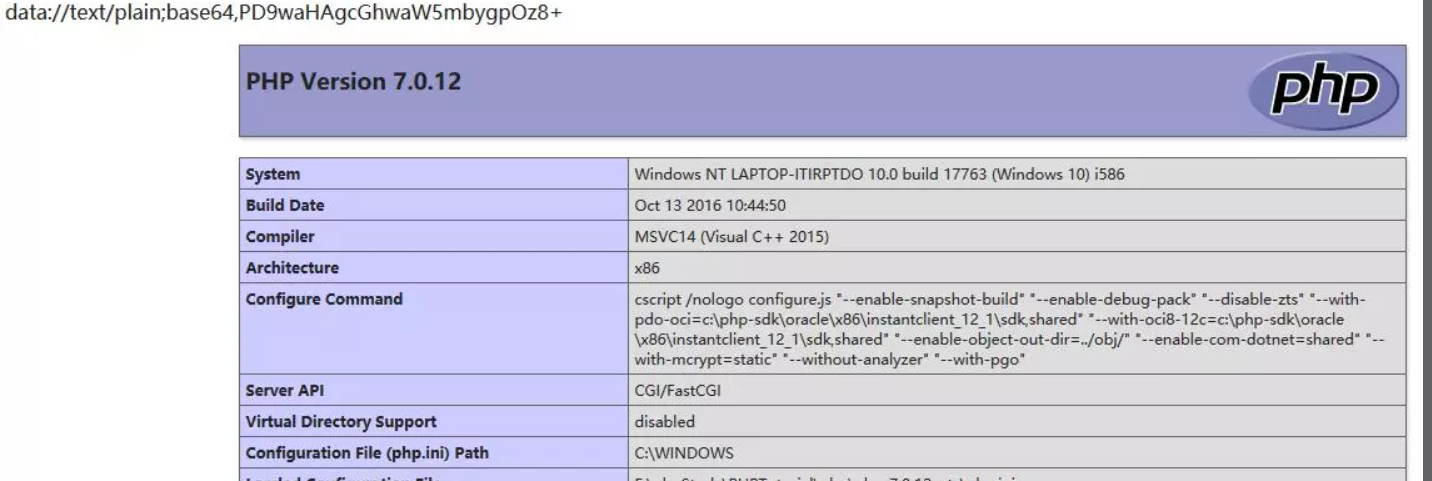 data://text/plain;base64,PD9waHAgcGhwaW5mbygpOz8+
PHP Version 7.0.12
php
System Windows NT LAPTOP-ITIRPTDO 10.0 build 17763 (Windows 10) i586
Build Date Oct 13 2016 10:44:50
Compiler MSVC14 (Visual C++ 2015)
Architecture x86
Configure Command cscript /nologo configure.js "--enable-snapshot-build" "--enable-debug-pack" "--disable-zts" "--with-
pdo-oci=c:\php-sdk\oracle\x86\instantclient_12_1\sdk,shared" "--with-oci8-12c=c:\php-sdk\oracle
\x86\instantclient_12_1\sdk,shared" "--enable-object-out-dir=../obj/" "--enable-com-dotnet=shared" "--
with-mcrypt=static" "--without-analyzer" "--with-pgo"
Server API CGI/FastCGI
Virtual Directory Support disabled
Configuration File (php.ini) Path C:\WINDOWS
Loaded Configuration File